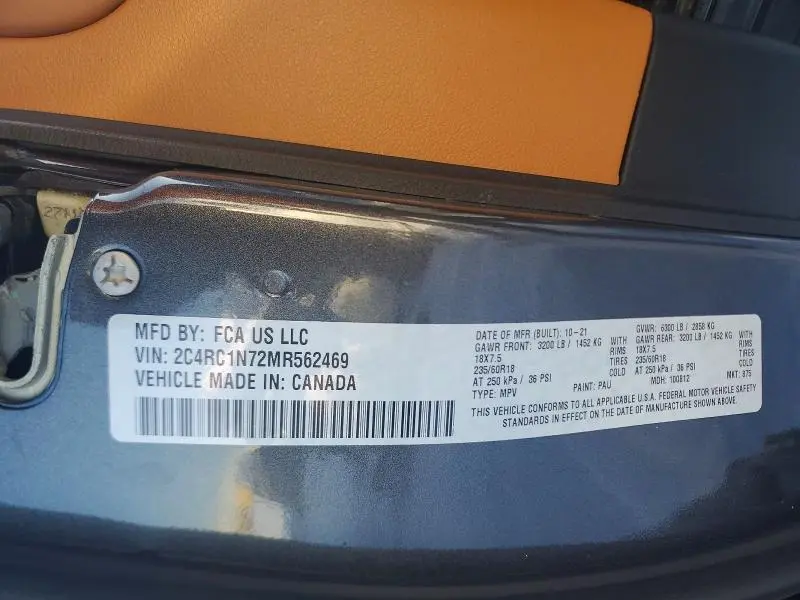 MFD BY: FCA US LLC
VIN: 2C4RC1N72MR562469
VEHICLE MADE IN: CANADA
DATE OF MFR (BUILT): 10-21
GAWR FRONT: 3200 LB / 1452 KG WITH
18X7.5 RIMS
235/60R18 TIRES
AT 250 kPa / 36 PSI COLD
TYPE: MPV PAINT: PAU
GVWR: 6300 LB / 2858 KG
GAWR REAR: 3200 LB / 1452 KG WITH
18X7.5 RIMS
235/60R18 TIRES
AT 250 kPa / 36 PSI COLD
MDH: 100812 MKT: 875
THIS VEHICLE CONFORMS TO ALL APPLICABLE U.S.A. FEDERAL MOTOR VEHICLE SAFETY
STANDARDS IN EFFECT ON THE DATE OF MANUFACTURE SHOWN ABOVE.